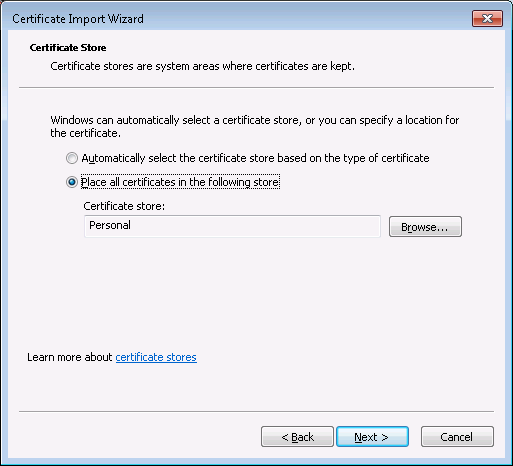 Certificate Import Wizard
Certificate Store
Certificate stores are system areas where certificates are kept.
Windows can automatically select a certificate store, or you can specify a location for
the certificate.
Automatically select the certificate store based on the type of certificate
Place all certificates in the following store
Certificate store:
Personal
Browse...
Learn more about certificate stores
< Back
Next >
Cancel